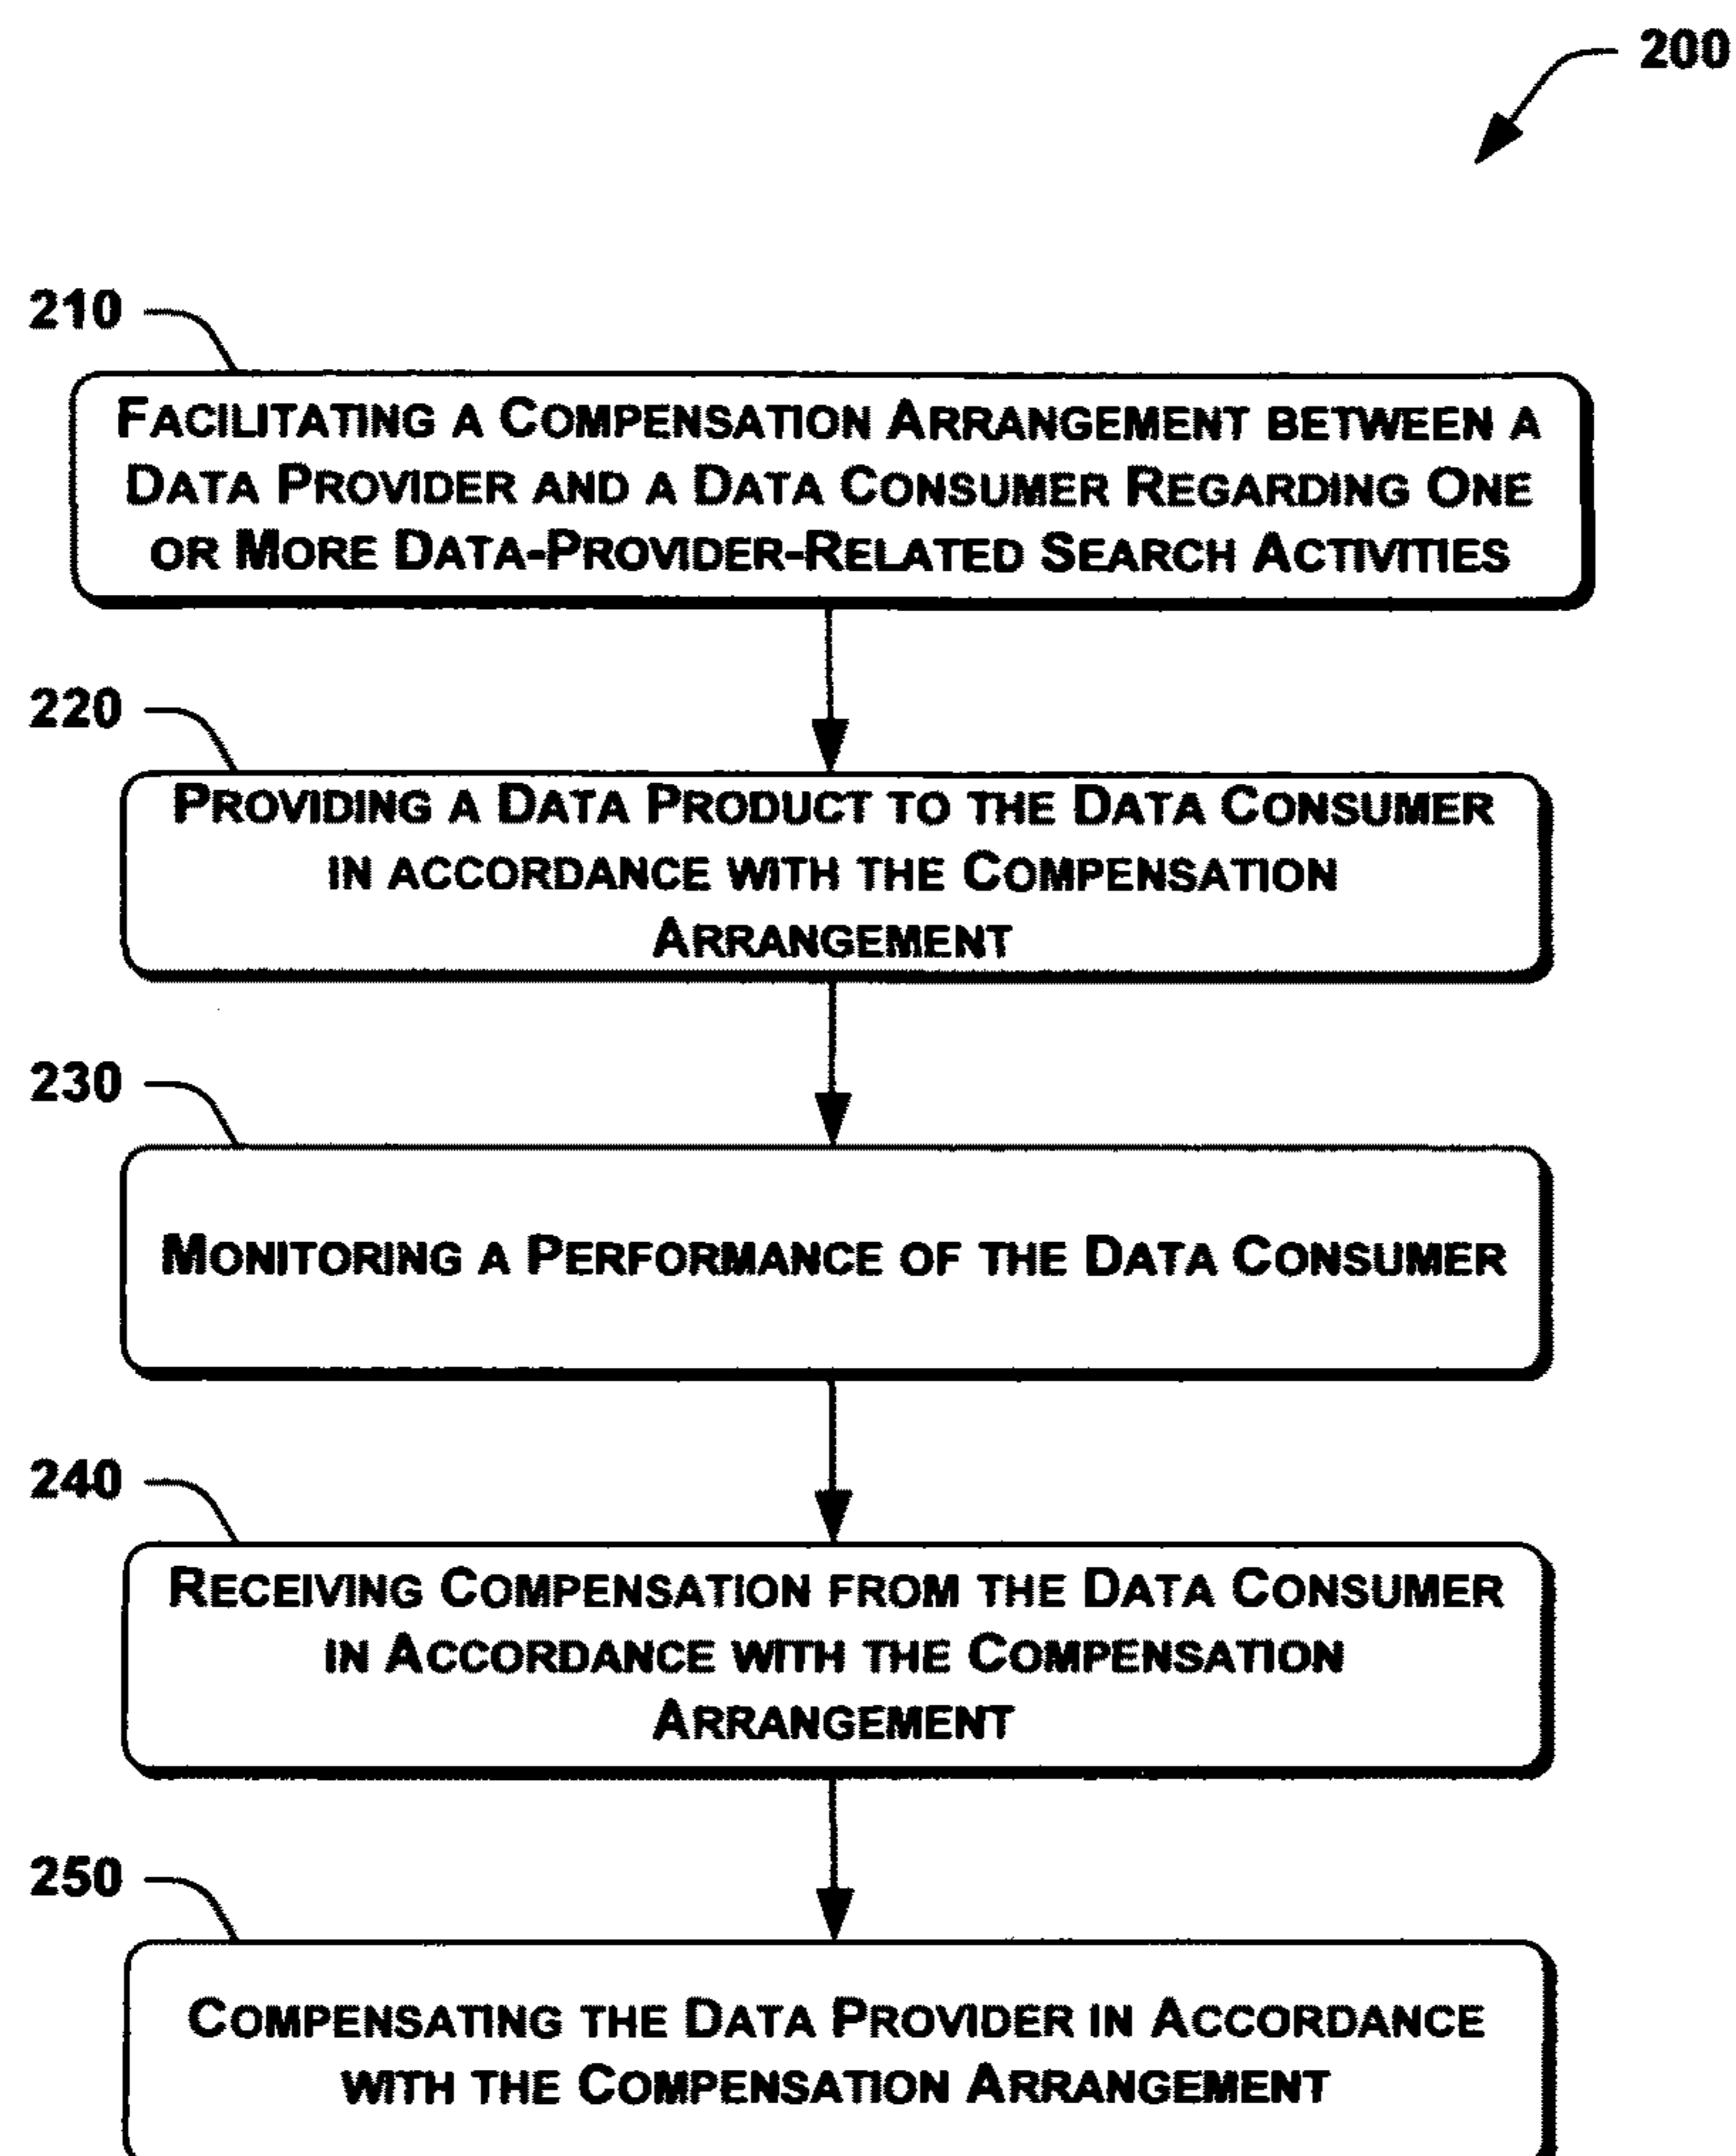 200
210
FACILITATING A COMPENSATION ARRANGEMENT BETWEEN A
DATA PROVIDER AND A DATA CONSUMER REGARDING ONE
OR MORE DATA-PROVIDER-RELATED SEARCH ACTIVITIES
220
PROVIDING A DATA PRODUCT TO THE DATA CONSUMER
IN ACCORDANCE WITH THE COMPENSATION
ARRANGEMENT
230
MONITORING A PERFORMANCE OF THE DATA CONSUMER
240
RECEIVING COMPENSATION FROM THE DATA CONSUMER
IN ACCORDANCE WITH THE COMPENSATION
ARRANGEMENT
250
COMPENSATING THE DATA PROVIDER IN ACCORDANCE
WITH THE COMPENSATION ARRANGEMENT